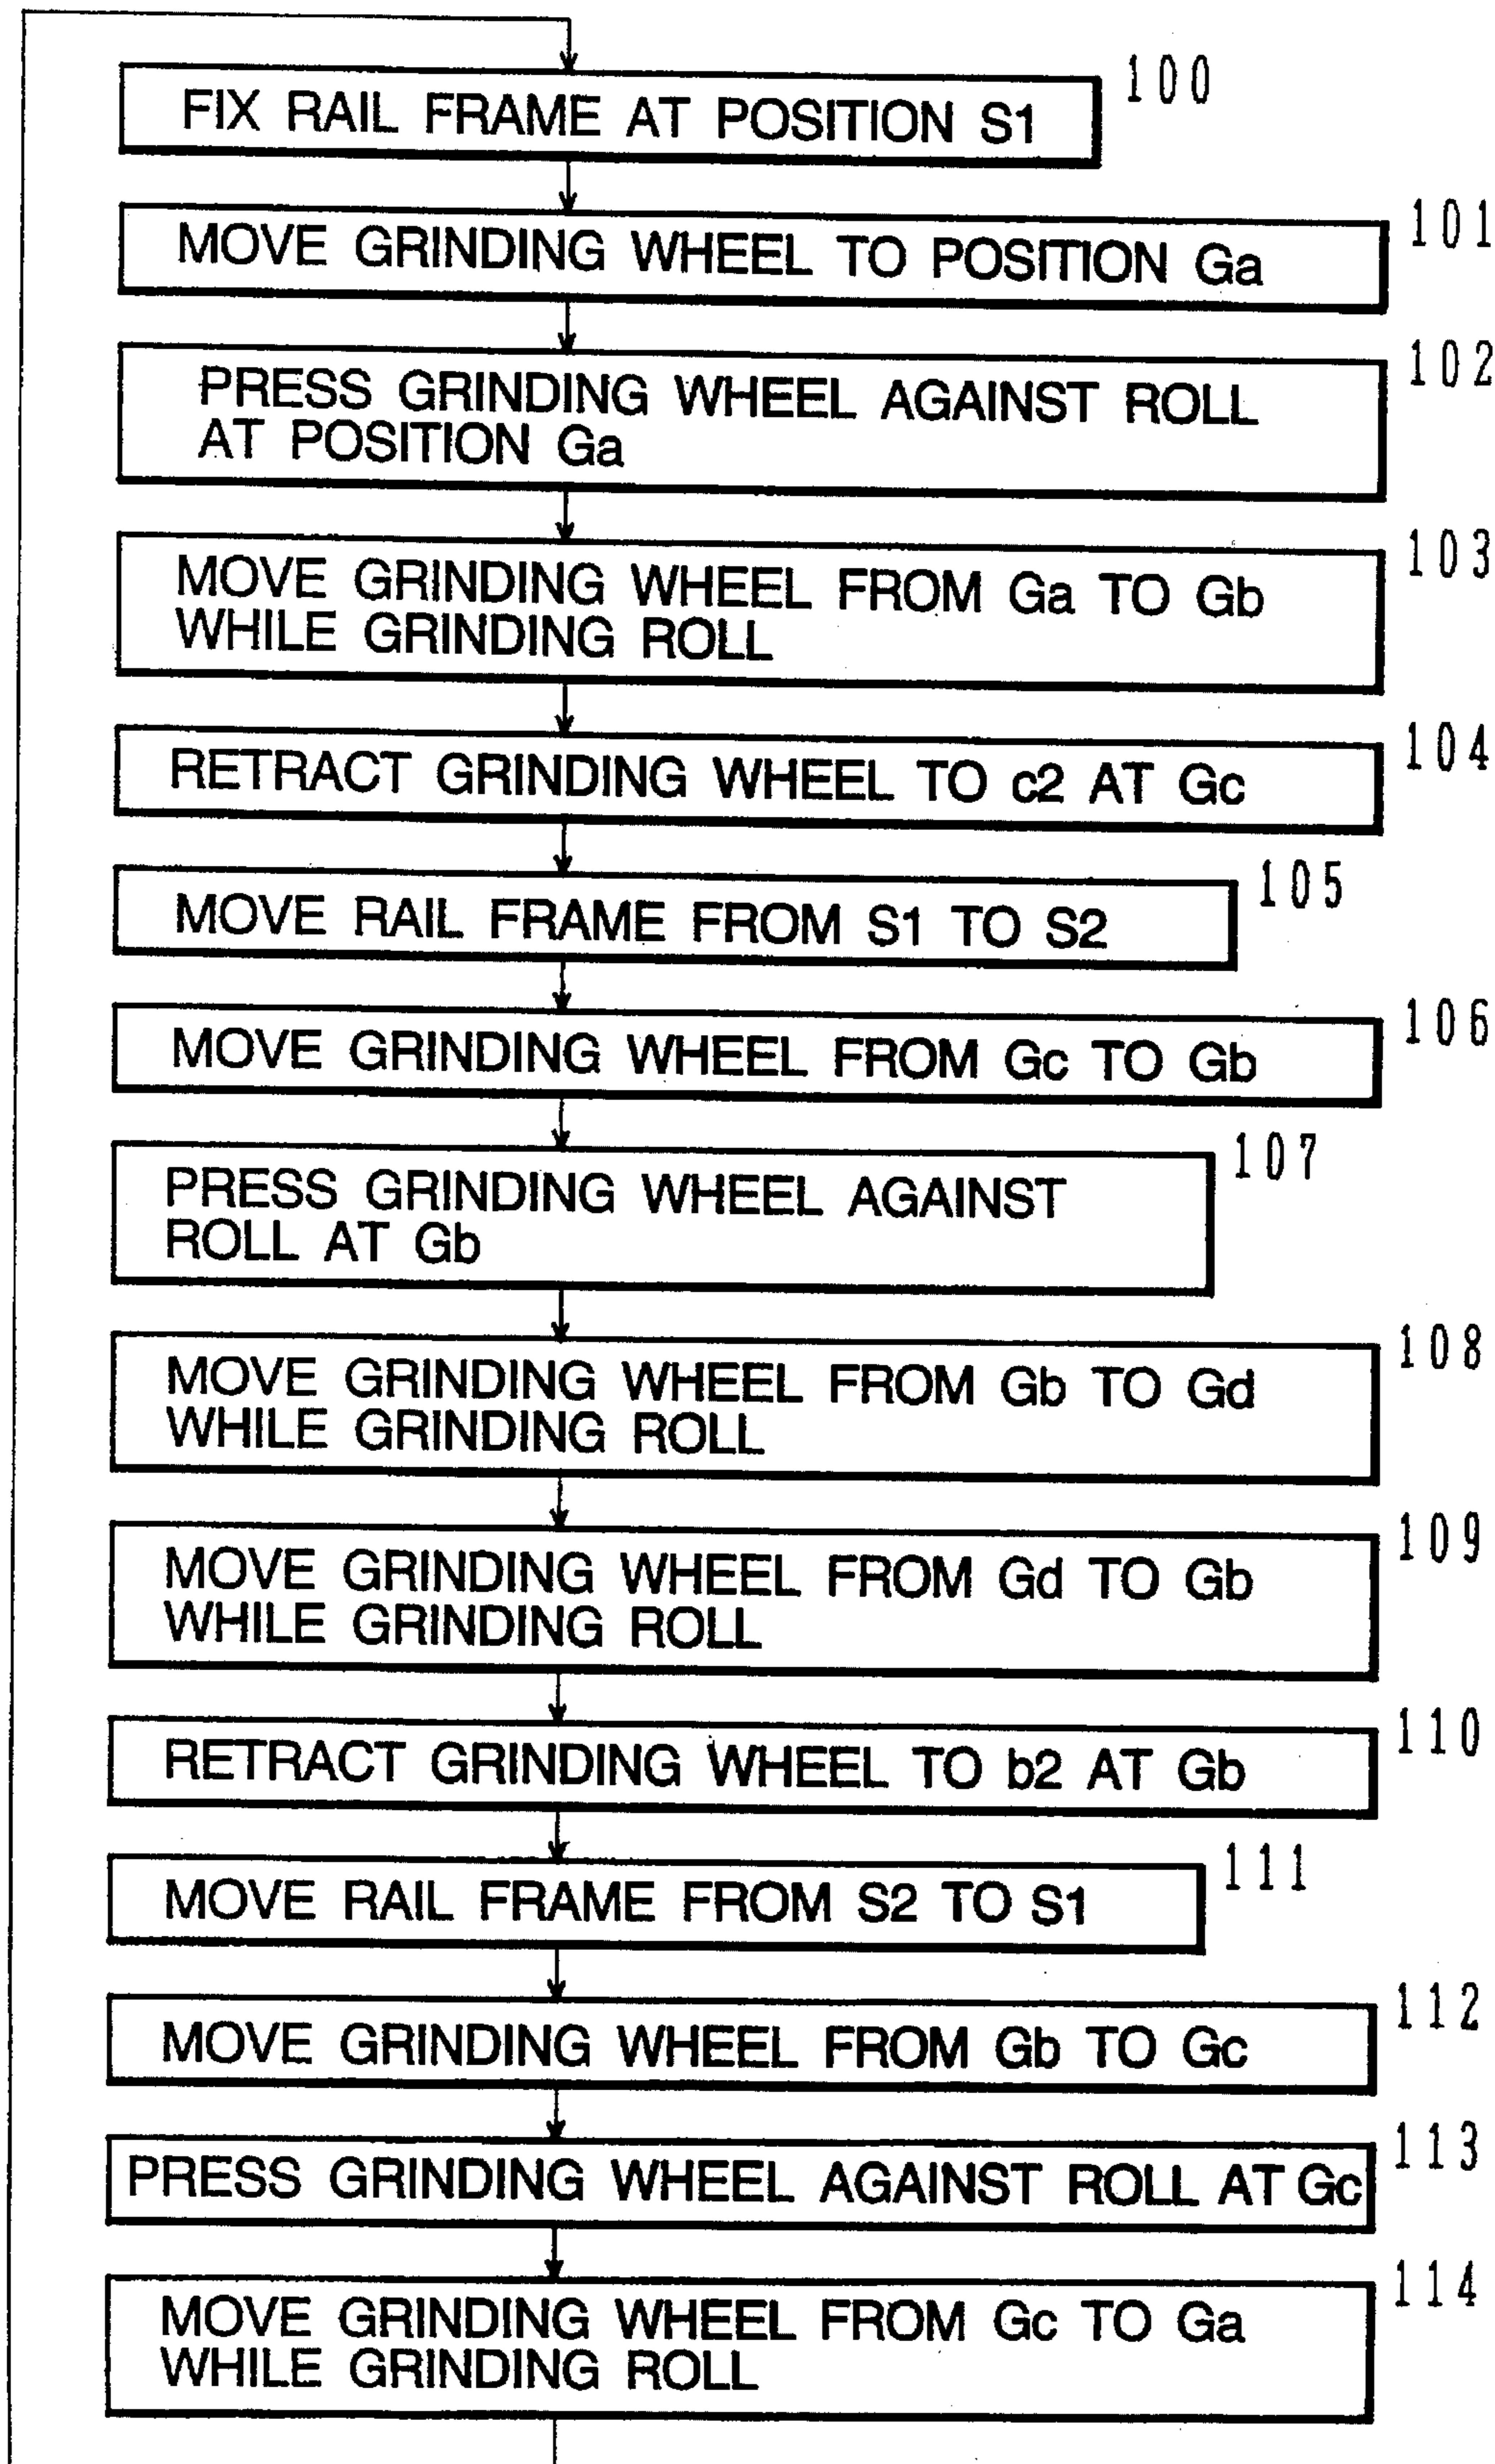 100
FIX RAIL FRAME AT POSITION S1
101
MOVE GRINDING WHEEL TO POSITION Ga
102
PRESS GRINDING WHEEL AGAINST ROLL
AT POSITION Ga
103
MOVE GRINDING WHEEL FROM Ga TO Gb
WHILE GRINDING ROLL
104
RETRACT GRINDING WHEEL TO c2 AT Gc
105
MOVE RAIL FRAME FROM S1 TO S2
106
MOVE GRINDING WHEEL FROM Gc TO Gb
107
PRESS GRINDING WHEEL AGAINST
ROLL AT Gb
108
MOVE GRINDING WHEEL FROM Gb TO Gd
WHILE GRINDING ROLL
109
MOVE GRINDING WHEEL FROM Gd TO Gb
WHILE GRINDING ROLL
110
RETRACT GRINDING WHEEL TO b2 AT Gb
111
MOVE RAIL FRAME FROM S2 TO S1
112
MOVE GRINDING WHEEL FROM Gb TO Gc
113
PRESS GRINDING WHEEL AGAINST ROLL AT Gc
114
MOVE GRINDING WHEEL FROM Gc TO Ga
WHILE GRINDING ROLL